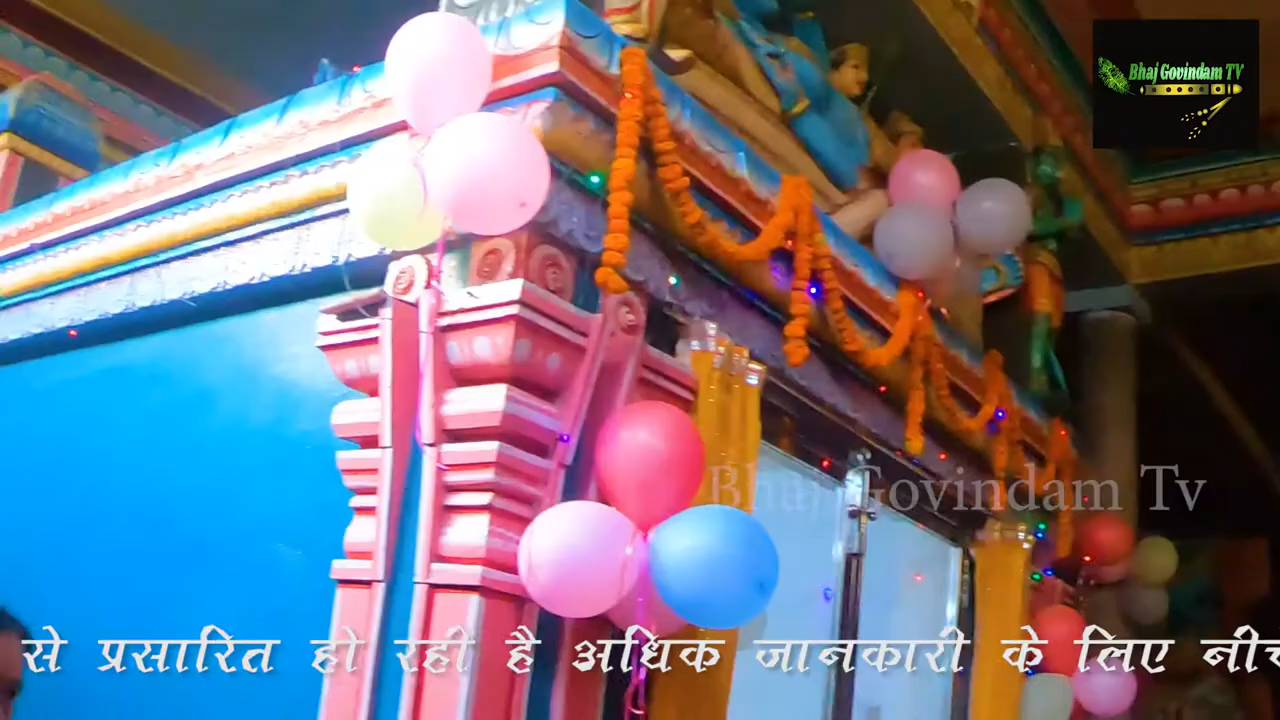 Bhaj Govindam TV
Bhaj Govindam Tv
से प्रसारित हो रही है अधिक जानकारी के लिए